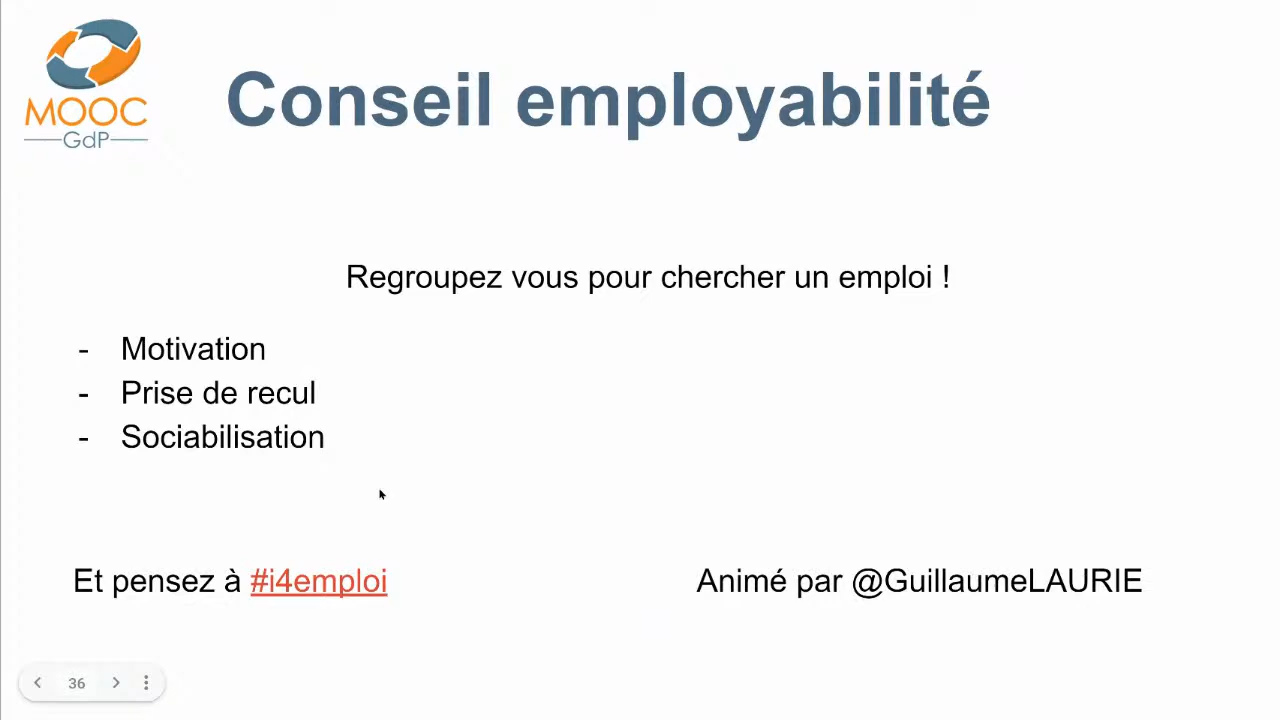 MOOC
GdP
Conseil employabilité
Regroupez vous pour chercher un emploi !
- Motivation
- Prise de recul
- Sociabilisation
Et pensez à #i4emploi
Animé par @GuillaumeLAURIE
36